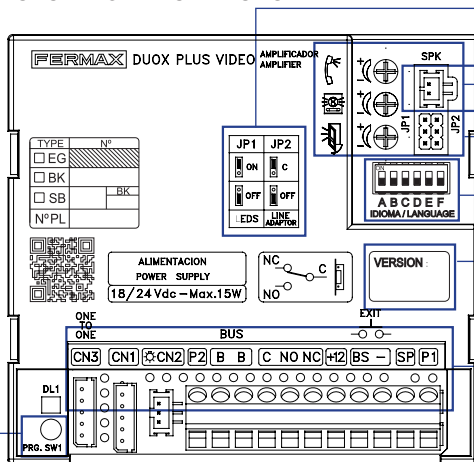 FERMAX DUOX PLUS VIDEO AMPLIFICADOR
AMPLIFIER
SPK
JP1 JP2
TYPE Nº
EG
BK
SB BK
NºPL
JP1 JP2
ON C
OFF OFF
LEDS LINE
ADAPTOR
ON
A B C D E F
IDIOMA / LANGUAGE
ALIMENTACION
POWER SUPPLY
18/24 Vdc - Max.15W
NC
C
NO
VERSION :
ONE
TO
ONE
BUS
EXIT
CN3 CN1 CN2 P2 B B C NO NC +12 BS - SP P1
DL1
PRG. SW1